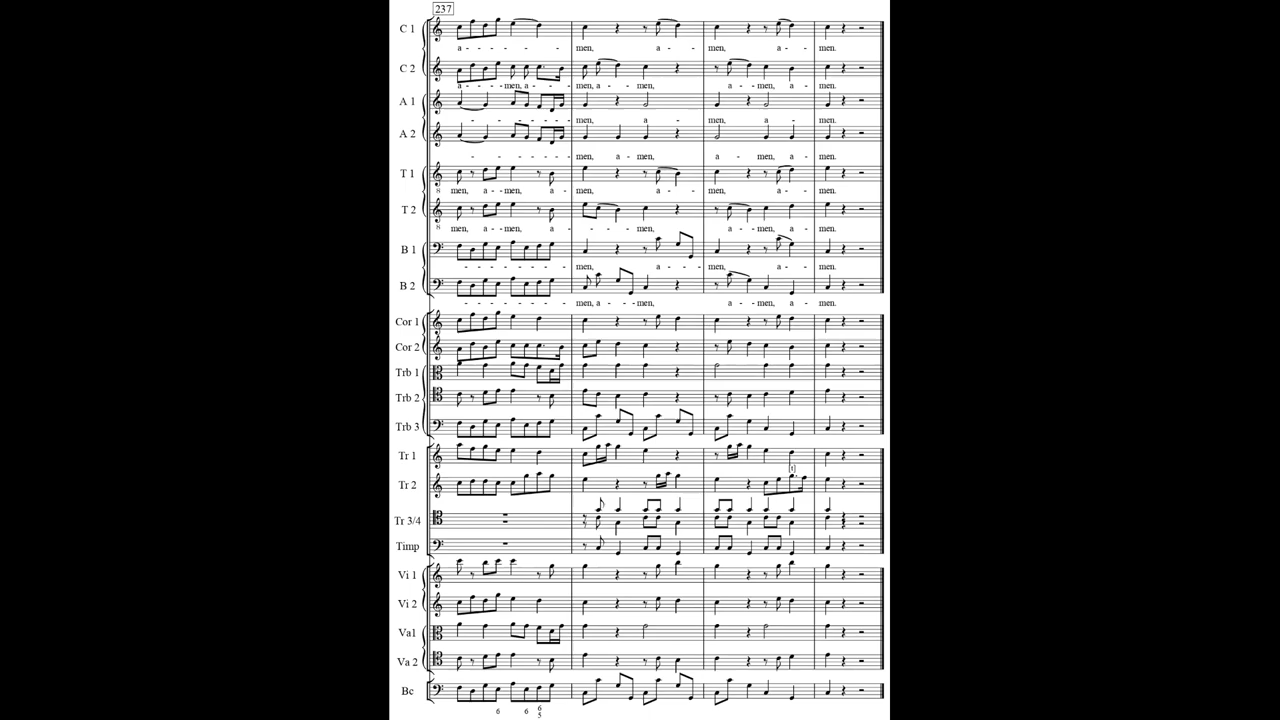 237
C 1
a - - - - - men, a - - men, a - - men.
C 2
a - - - - men, a - - - men, a - - men, a - men, a - men.
A 1
- - - - - - - men, a - men, a - men.
A 2
- - - - - - - men, a - men, a - men, a - men.
T 1
8
men, a - - men, a - men, a - - men, a - - men.
T 2
8
men, a - - men, a - - - men, a - - men, a - men.
B 1
- - - - - - - men, a - - - men, a - - men.
B 2
- - - - - - - men, a - - men, a - - men, a - men.
Cor 1
Cor 2
Trb 1
Trb 2
Trb 3
Tr 1
[t]
Tr 2
Tr 3/4
Timp
Vi 1
Vi 2
Va1
Va 2
Bc
6 6 6
5